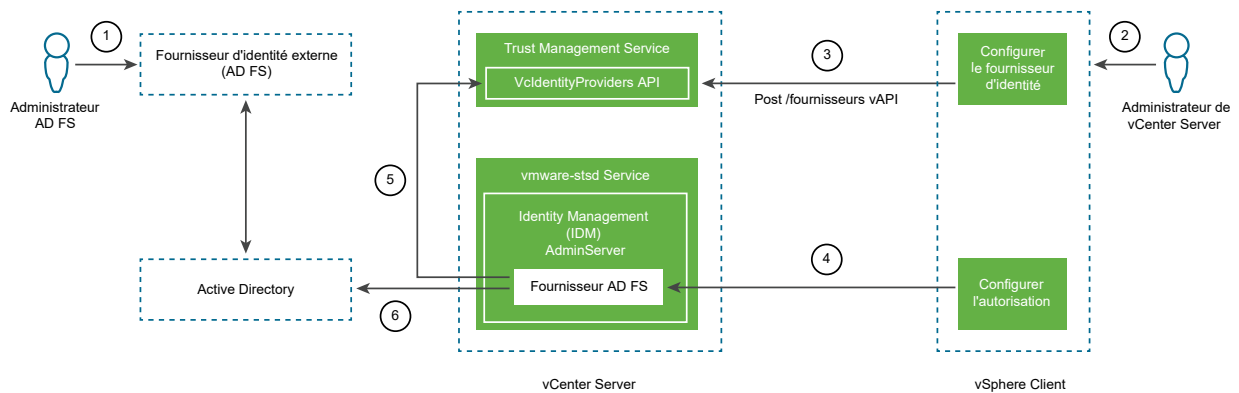 1
Fournisseur d'identité externe
(AD FS)
Administrateur
AD FS
Trust Management Service
VcIdentityProviders API
3
Post /fournisseurs vAPI
Configurer
le fournisseur
d'identité
2
Administrateur de
vCenter Server
5
vmware-stsd Service
Identity Management
(IDM)
AdminServer
Fournisseur AD FS
4
Configurer
l'autorisation
Active Directory
6
vCenter Server
vSphere Client